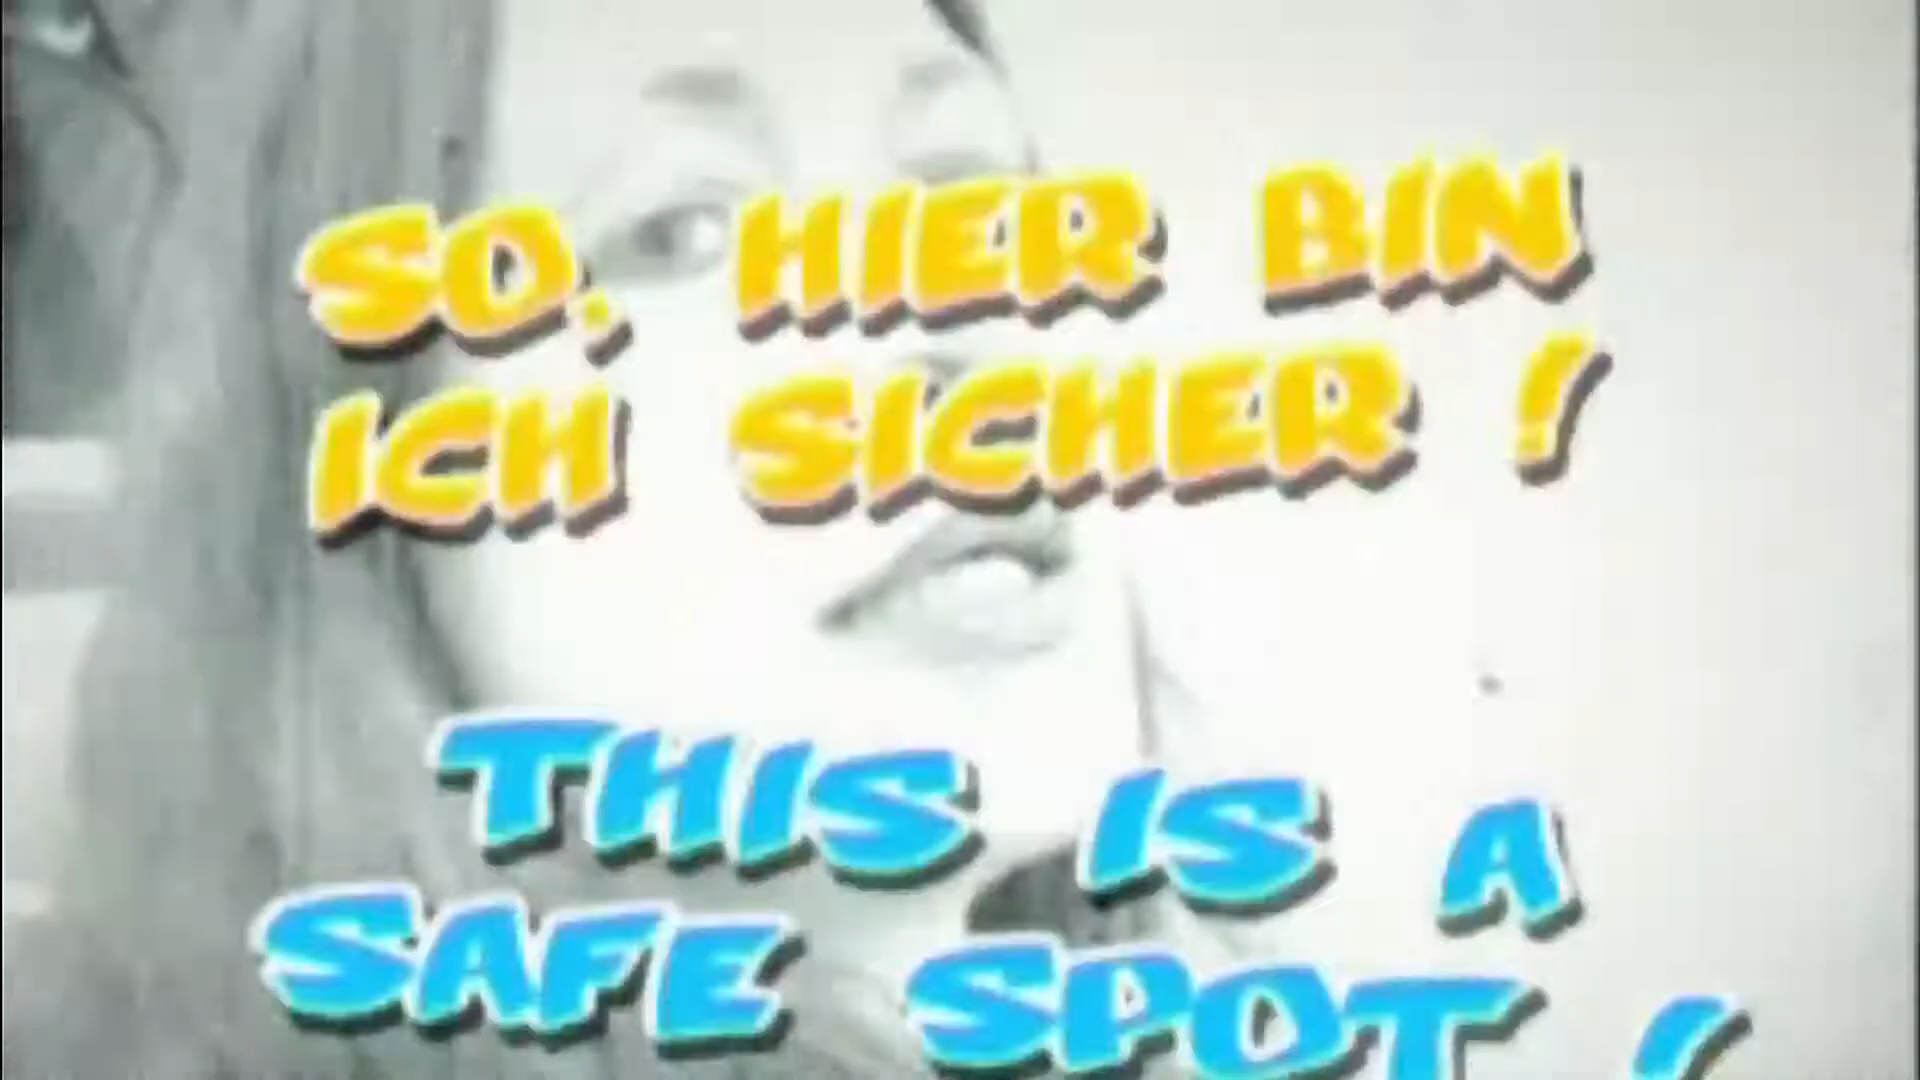 SO, HIER BIN
ICH SICHER !
THIS IS A
SAFE SPOT !